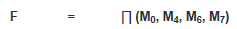 F = ∏ (M₀, M₄, M₆, M₇)